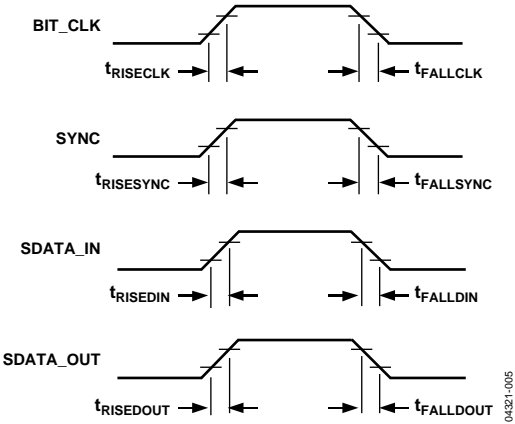 BIT_CLK
tRISECLK tFALLCLK
SYNC
tRISESYNC tFALLSYNC
SDATA_IN
tRISEDIN tFALLDIN
SDATA_OUT
tRISEDOUT tFALLDOUT
04321-005